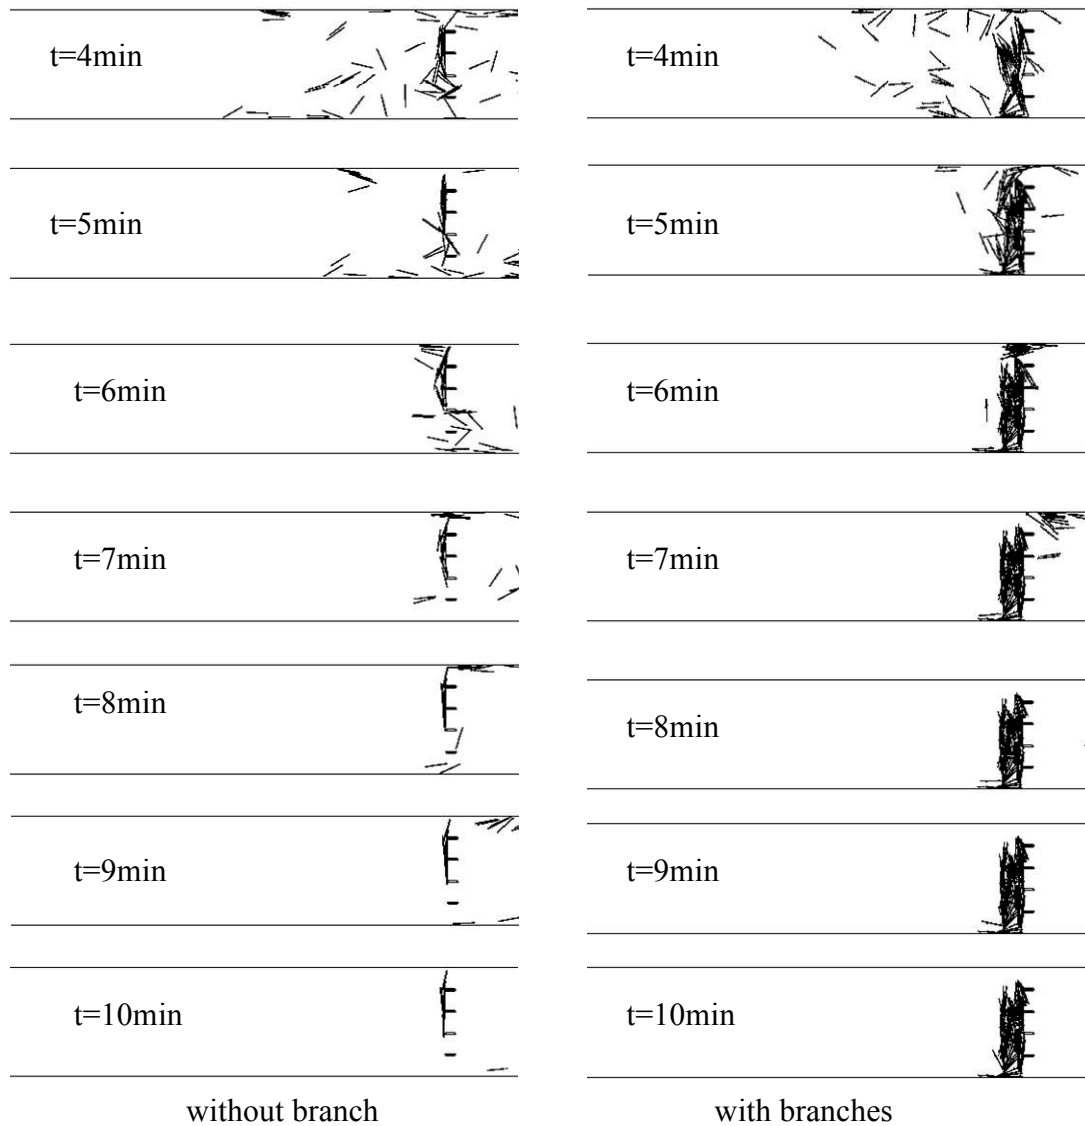 t=4min
t=4min
t=5min
t=5min
t=6min
t=6min
t=7min
t=7min
t=8min
t=8min
t=9min
t=9min
t=10min
t=10min
without branch
with branches